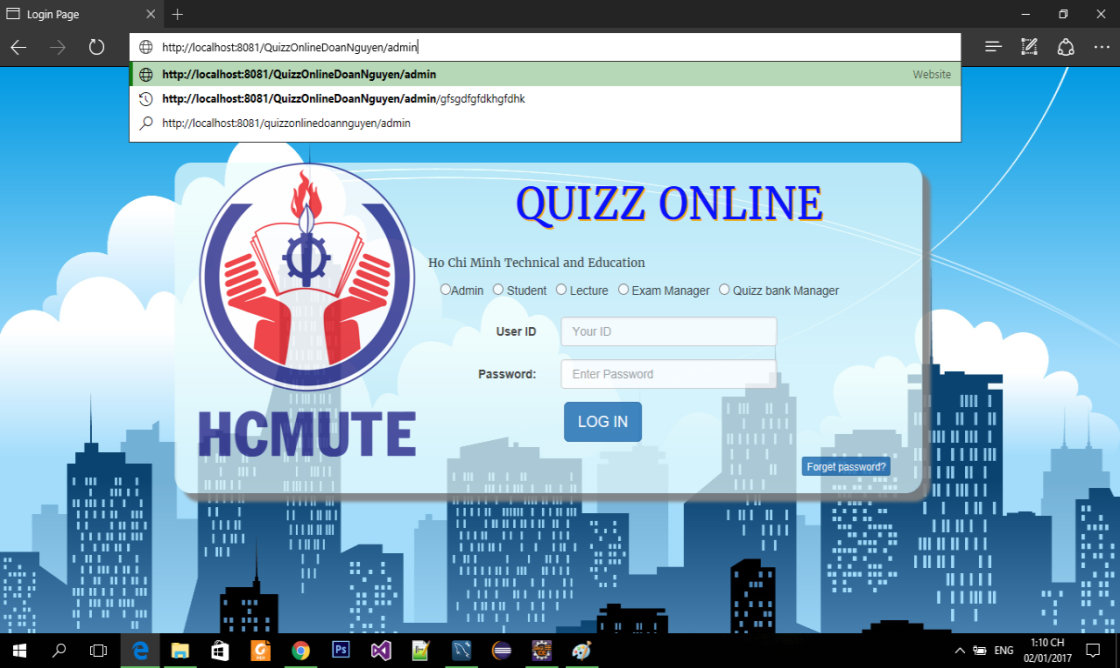 Login Page
http://localhost:8081/QuizzOnlineDoanNguyen/admin
http://localhost:8081/QuizzOnlineDoanNguyen/admin Website
http://localhost:8081/QuizzOnlineDoanNguyen/admin/gfsgdfgfdkhgfdhk
http://localhost:8081/quizzonlinedoannguyen/admin
QUIZZ ONLINE
Ho Chi Minh Technical and Education
Admin Student Lecture Exam Manager Quizz bank Manager
User ID Your ID
Password: Enter Password
LOG IN
HCMUTE
Forget password?
Ps
ENG
1:10 CH
02/01/2017